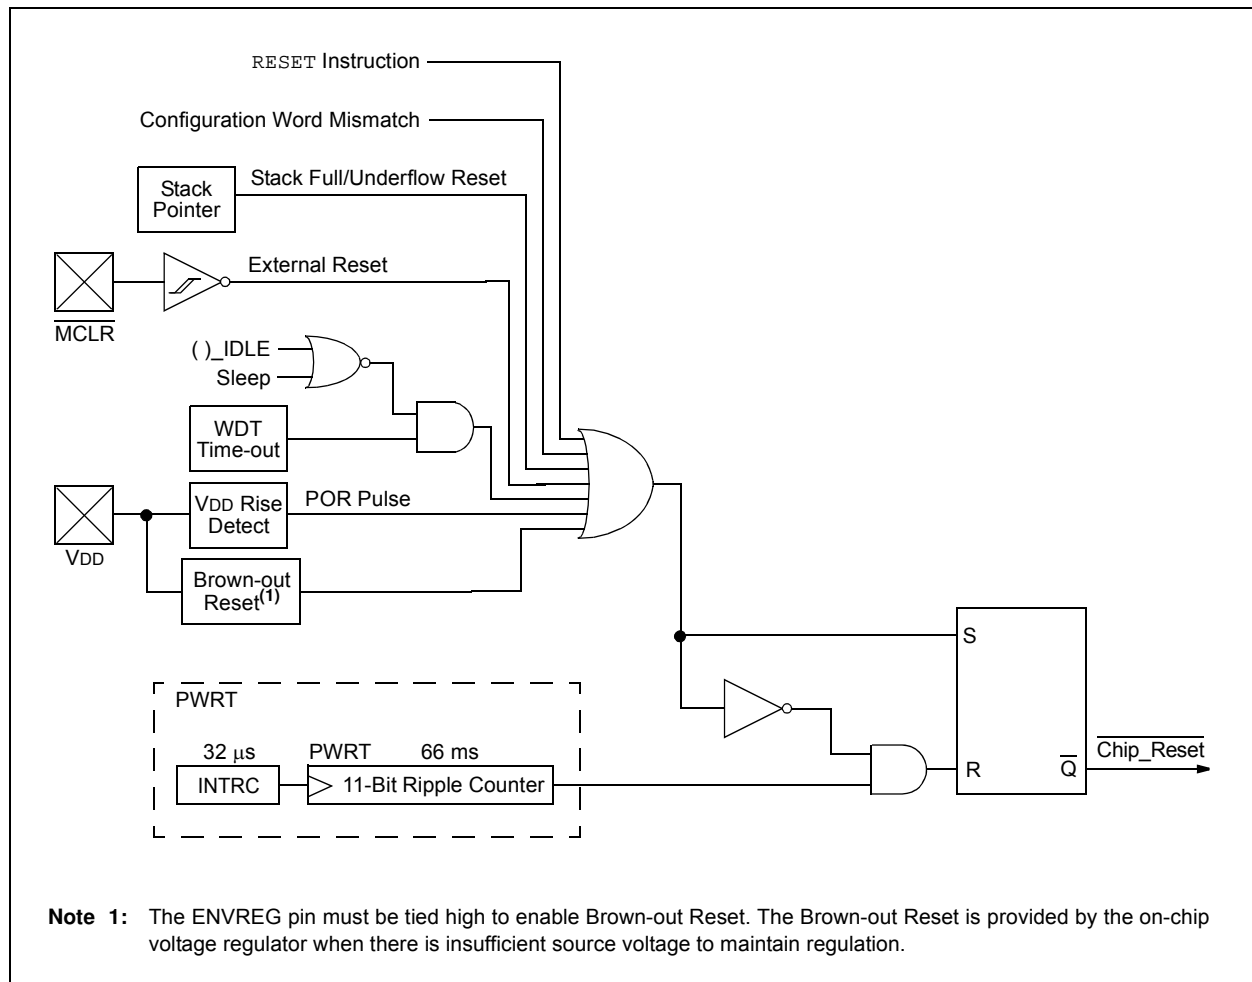 RESET Instruction
Configuration Word Mismatch
Stack
Pointer
Stack Full/Underflow Reset
External Reset
MCLR
( )_IDLE
Sleep
WDT
Time-out
VDD Rise
Detect
POR Pulse
VDD
Brown-out
Reset(1)
S
PWRT
32 μs
PWRT
66 ms
INTRC
11-Bit Ripple Counter
R
Q
Chip_Reset
Note 1: The ENVREG pin must be tied high to enable Brown-out Reset. The Brown-out Reset is provided by the on-chip
voltage regulator when there is insufficient source voltage to maintain regulation.